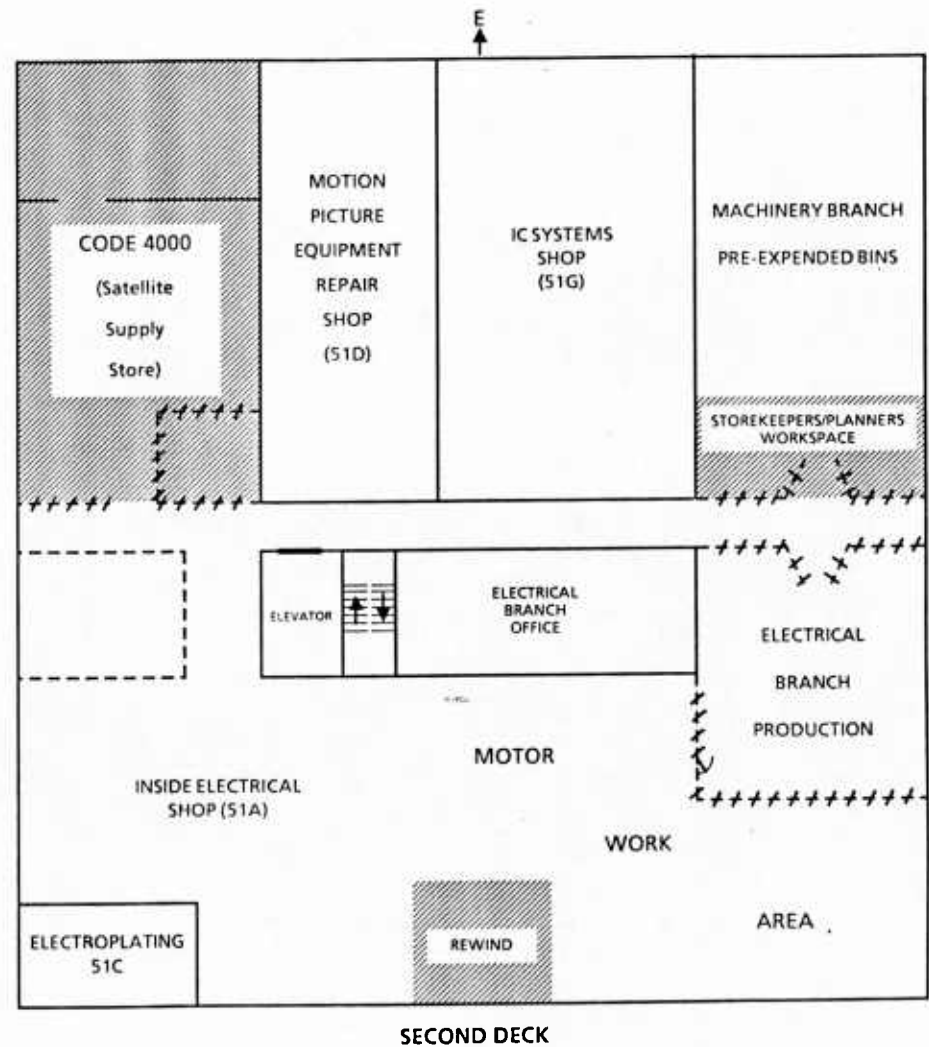 E
MOTION
PICTURE
EQUIPMENT
REPAIR
SHOP
(51D)
IC SYSTEMS
SHOP
(51G)
MACHINERY BRANCH
PRE-EXPENDED BINS
CODE 4000
(Satellite
Supply
Store)
STOREKEEPERS/PLANNERS
WORKSPACE
ELEVATOR
ELECTRICAL
BRANCH
OFFICE
ELECTRICAL
BRANCH
PRODUCTION
INSIDE ELECTRICAL
SHOP (51A)
MOTOR
WORK
AREA
ELECTROPLATING
51C
REWIND
SECOND DECK